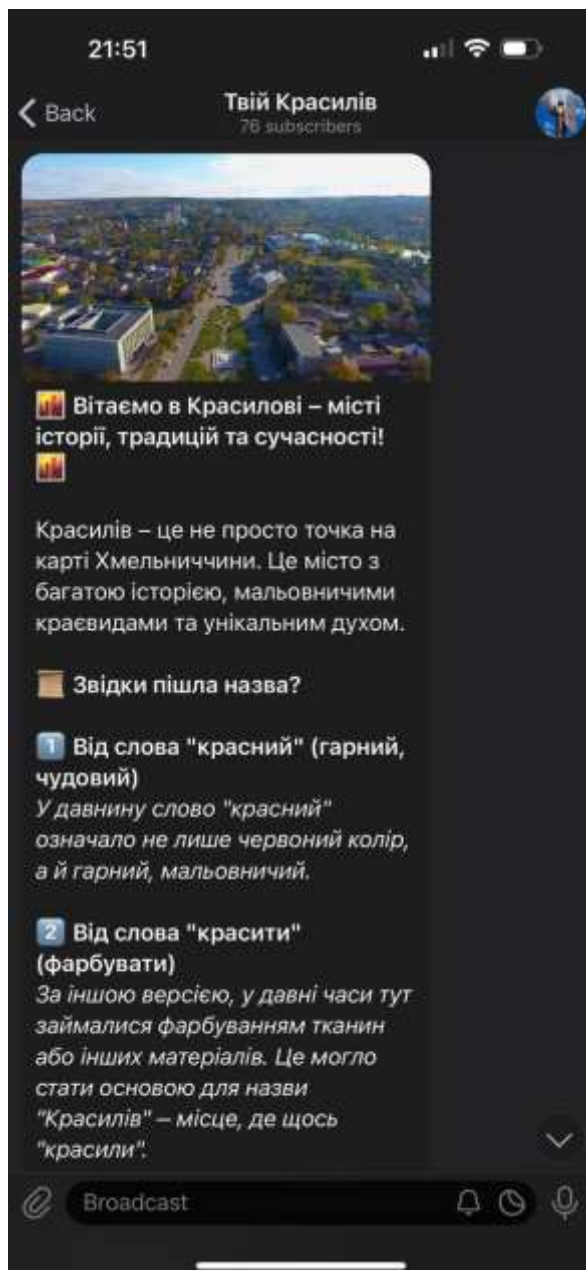 21:51
Back
Твій Красилів
76 subscribers
Вітаємо в Красилові – місті
історії, традицій та сучасності!
Красилів – це не просто точка на
карті Хмельниччини. Це місто з
багатою історією, мальовничими
краєвидами та унікальним духом.
Звідки пішла назва?
1 Від слова "красний" (гарний,
чудовий)
У давнину слово "красний"
означало не лише червоний колір,
а й гарний, мальовничий.
2 Від слова "красити"
(фарбувати)
За іншою версією, у давні часи тут
займалися фарбуванням тканин
або інших матеріалів. Це могло
стати основою для назви
"Красилів" – місце, де щось
"красили".
Broadcast